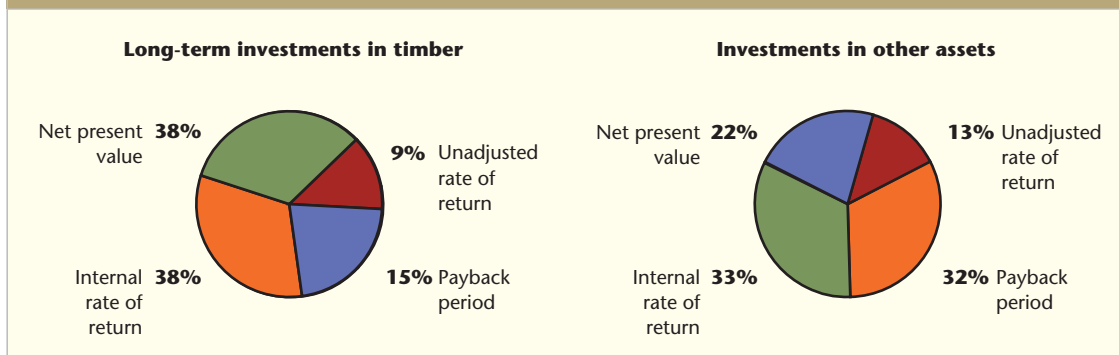 Long-term investments in timber
Net present 38%
value
9% Unadjusted
rate of
return
Internal 38%
rate of
return
15% Payback
period
Investments in other assets
Net present 22%
value
13% Unadjusted
rate of
return
Internal 33%
rate of
return
32% Payback
period